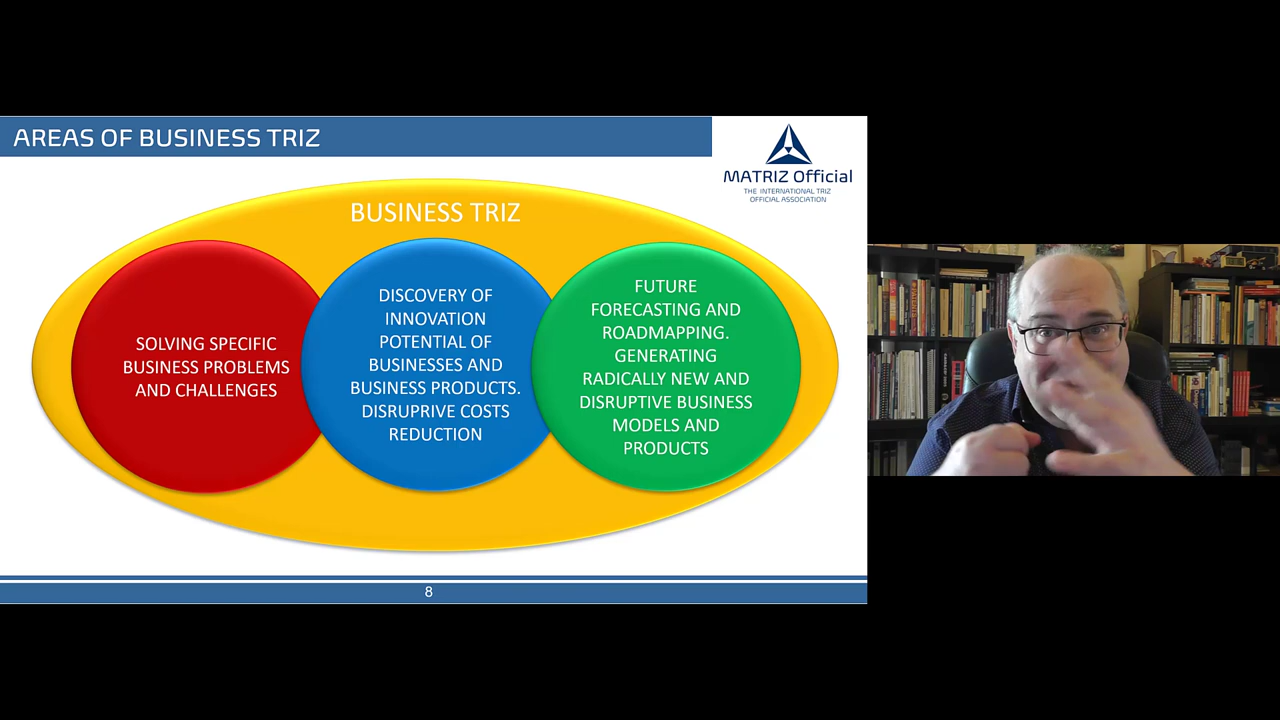 AREAS OF BUSINESS TRIZ
MATRIZ Official
THE INTERNATIONAL TRIZ
OFFICIAL ASSOCIATION
BUSINESS TRIZ
SOLVING SPECIFIC
BUSINESS PROBLEMS
AND CHALLENGES
DISCOVERY OF
INNOVATION
POTENTIAL OF
BUSINESSES AND
BUSINESS PRODUCTS.
DISRUPRIVE COSTS
REDUCTION
FUTURE
FORECASTING AND
ROADMAPPING.
GENERATING
RADICALLY NEW AND
DISRUPTIVE BUSINESS
MODELS AND
PRODUCTS
8